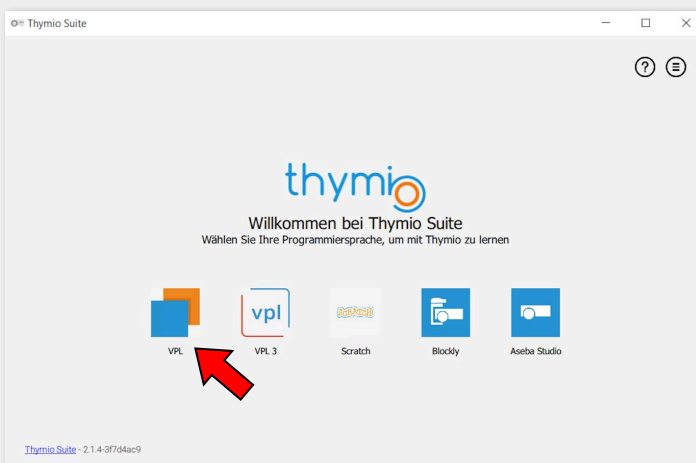 Thymio Suite
thymio
Willkommen bei Thymio Suite
Wählen Sie Ihre Programmiersprache, um mit Thymio zu lernen
vpl
SCRATCH
VPL
VPL 3
Scratch
Blockly
Aseba Studio
Thymio Suite - 2.1.4-3f7d4ac9